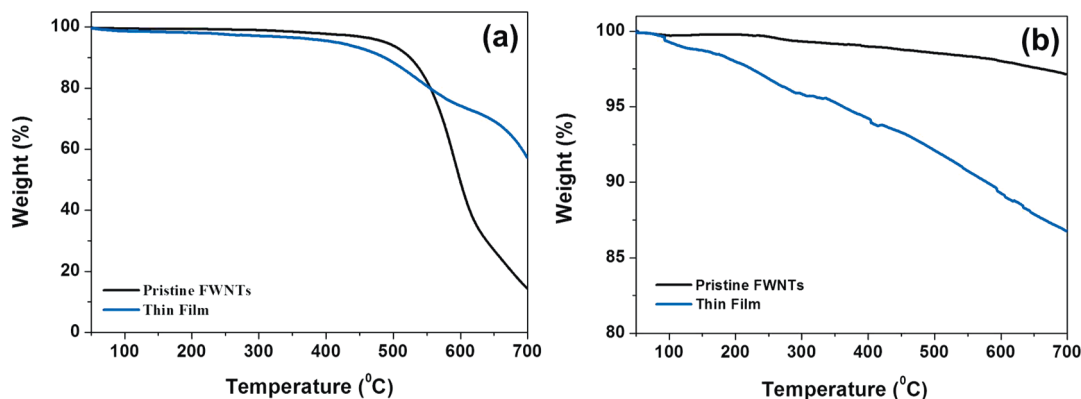 (a)
100
80
60
40
20
0
Weight (%)
Pristine FWNTs
Thin Film
100 200 300 400 500 600 700
Temperature (⁰C)
(b)
100
95
90
85
80
Weight (%)
Pristine FWNTs
Thin Film
100 200 300 400 500 600 700
Temperature (⁰C)